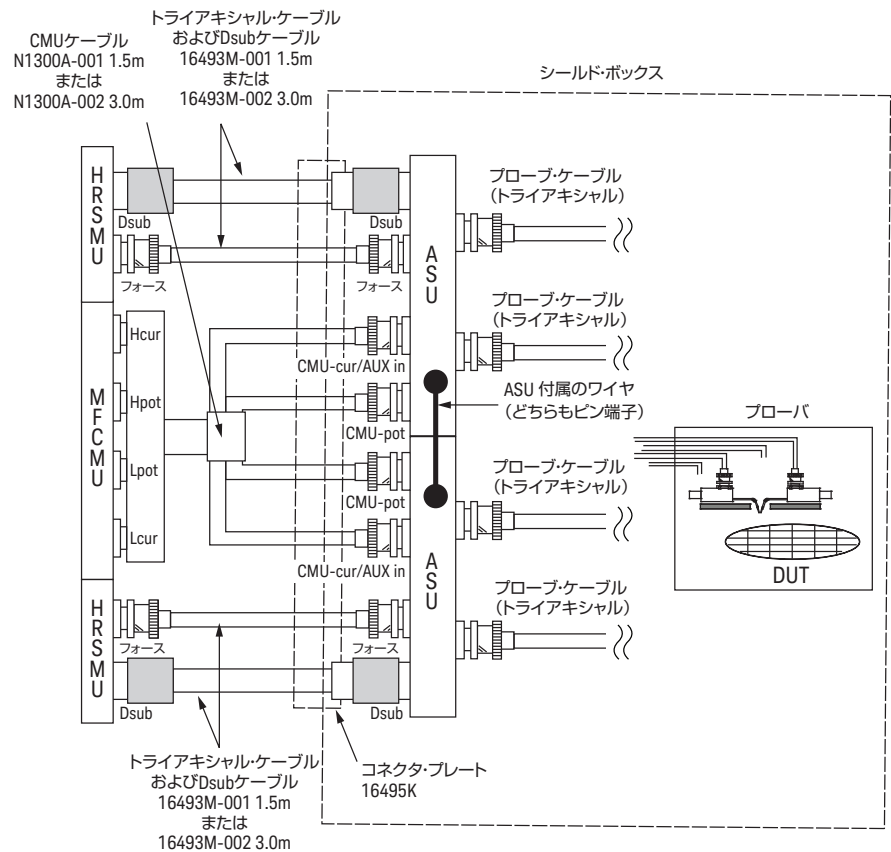 CMUケーブル
N1300A-001 1.5m
または
N1300A-002 3.0m
トライアキシャル・ケーブル
およびDsubケーブル
16493M-001 1.5m
または
16493M-002 3.0m
シールド・ボックス
HRSMU
Dsub
フォース
Dsub
フォース
ASU
プローブ・ケーブル
(トライアキシャル)
プローブ・ケーブル
(トライアキシャル)
MFCMU
Hcur
Hpot
Lpot
Lcur
CMU-cur/AUX in
CMU-pot
CMU-pot
CMU-cur/AUX in
ASU 付属のワイヤ
(どちらもピン端子)
プローバ
DUT
プローブ・ケーブル
(トライアキシャル)
ASU
プローブ・ケーブル
(トライアキシャル)
HRSMU
フォース
Dsub
フォース
Dsub
トライアキシャル・ケーブル
およびDsubケーブル
16493M-001 1.5m
または
16493M-002 3.0m
コネクタ・プレート
16495K